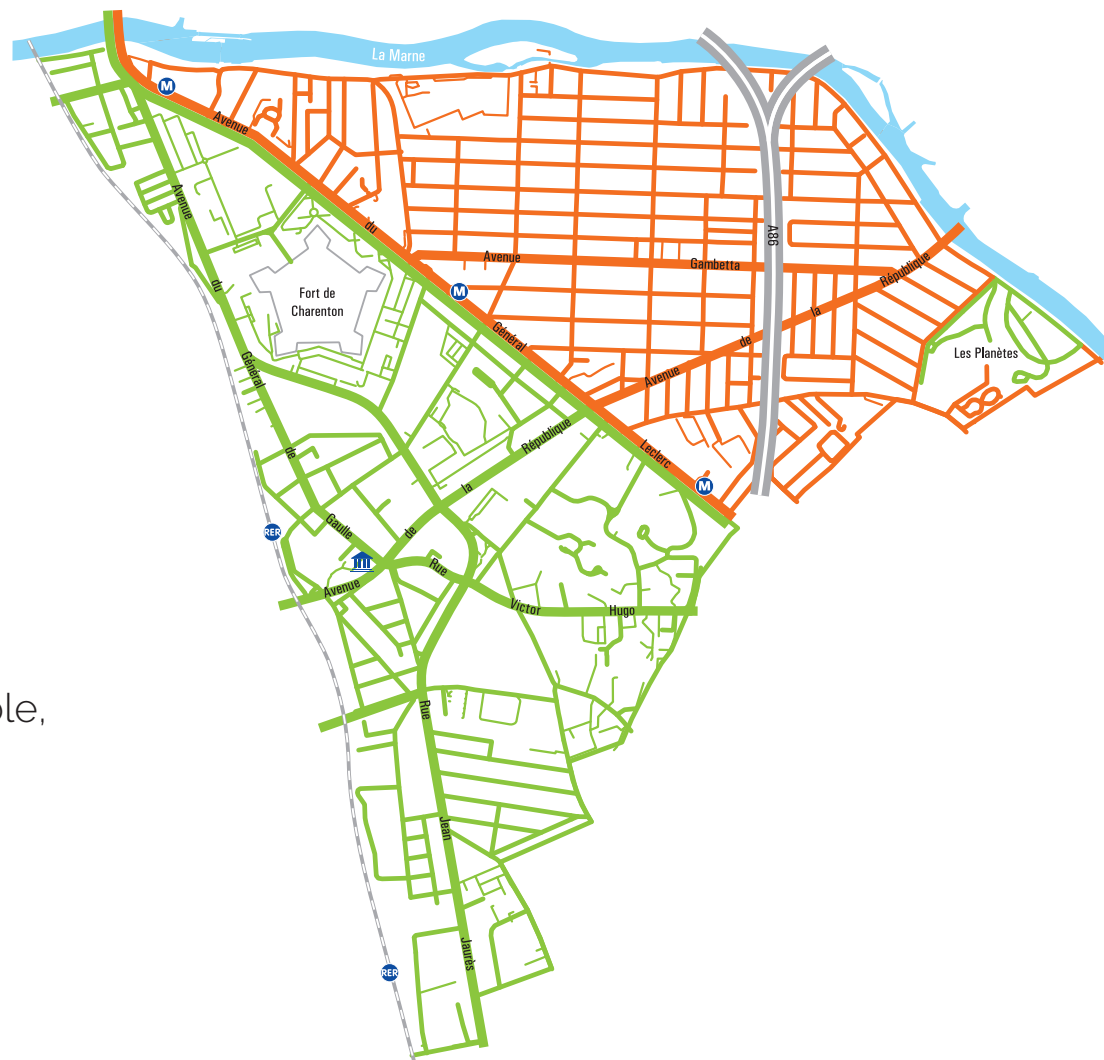 La Marne
M
Avenue
du
Général
Leclerc
M
M
Avenue
du
Général
de
Gaulle
Fort de
Charenton
Avenue
Gambetta
A86
Avenue
de
la
République
Les Planètes
Avenue
de
la
République
RER
Rue
Victor
Hugo
ole,
Rue
Jean
Jaurès
RER